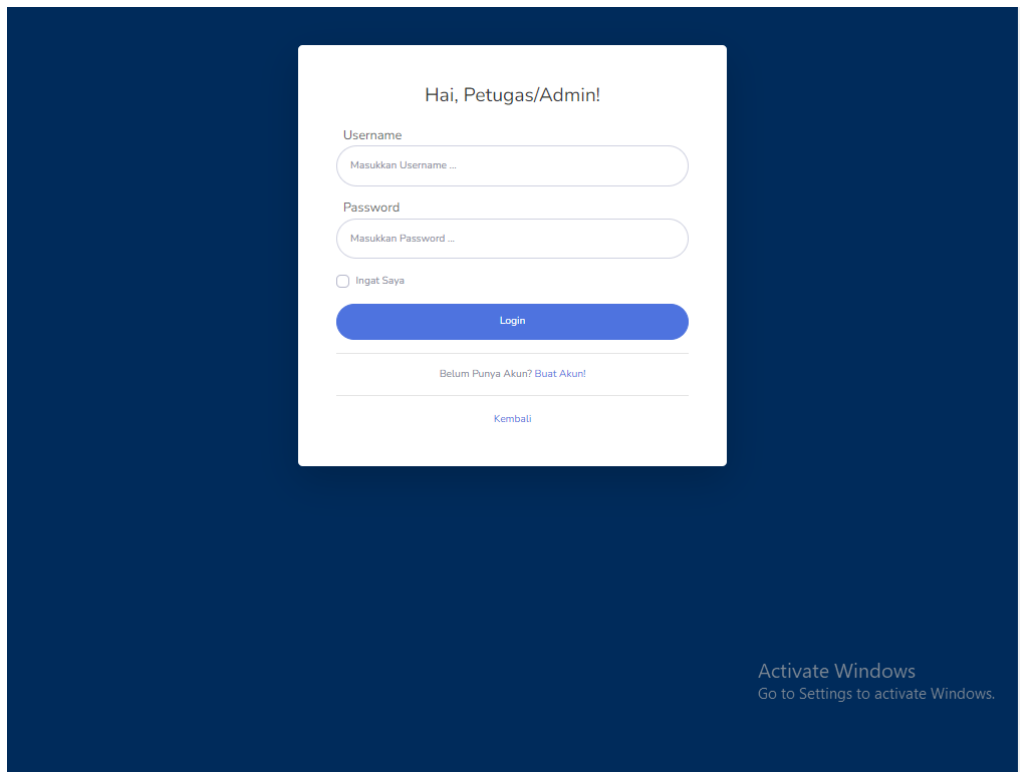 Hai, Petugas/Admin!
Username
Masukkan Username ...
Password
Masukkan Password ...
Ingat Saya
Login
Belum Punya Akun? Buat Akun!
Kembali
Activate Windows
Go to Settings to activate Windows.